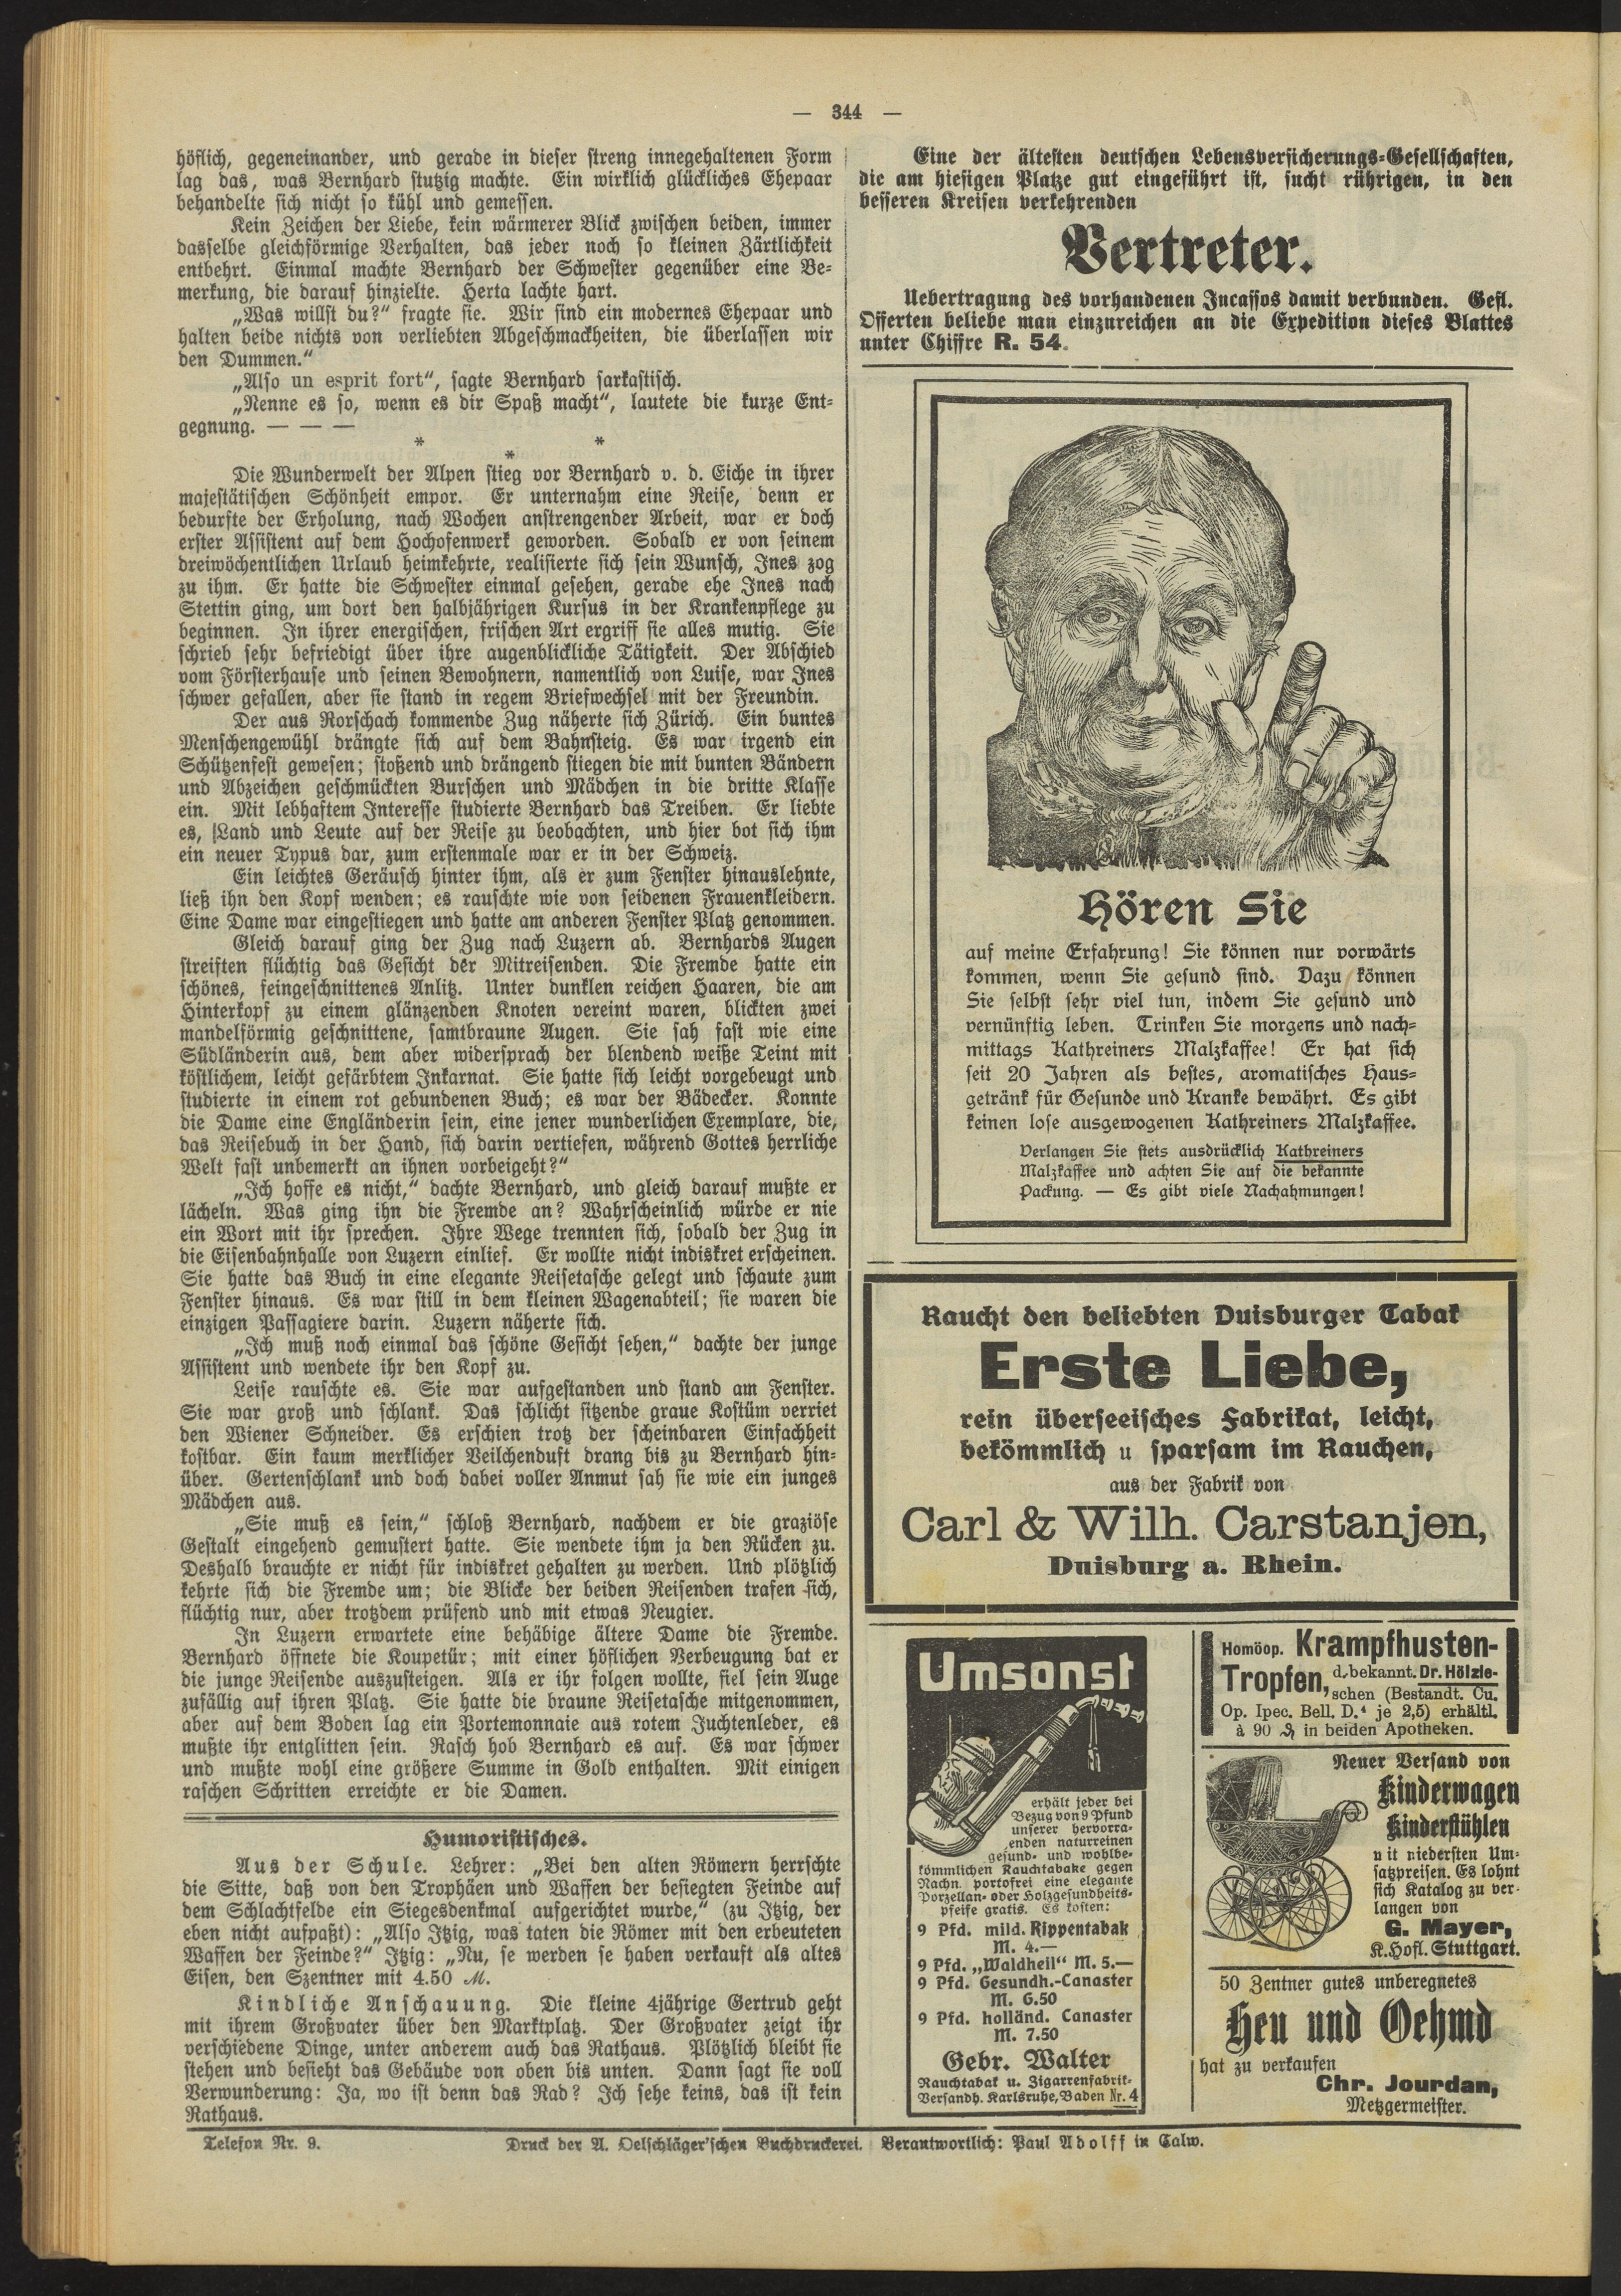 — 344 —
höflich, gegeneinander, und gerade in dieser streng innegehaltenen Form
lag das, was Bernhard stutzig machte. Ein wirklich glückliches Ehepaar
behandelte sich nicht so kühl und gemessen.
Kein Zeichen der Liebe, kein wärmerer Blick zwischen beiden, immer
dasselbe gleichförmige Verhalten, das jeder noch so kleinen Zärtlichkeit
entbehrt. Einmal machte Bernhard der Schwester gegenüber eine Be-
merkung, die darauf hinzielte. Herta lachte hart.
„Was willst du?“ fragte sie. Wir sind ein modernes Ehepaar und
halten beide nichts von verliebten Abgeschmackheiten, die überlassen wir
den Dummen.“
„Also un esprit fort“, sagte Bernhard sarkastisch.
„Nenne es so, wenn es dir Spaß macht“, lautete die kurze Ent-
gegnung. — — —
* * *
Die Wunderwelt der Alpen stieg vor Bernhard v. d. Eiche in ihrer
majestätischen Schönheit empor. Er unternahm eine Reise, denn er
bedurfte der Erholung, nach Wochen anstrengender Arbeit, war er doch
erster Assistent auf dem Hochofenwerk geworden. Sobald er von seinem
dreiwöchentlichen Urlaub heimkehrte, realisierte sich sein Wunsch, Ines zog
zu ihm. Er hatte die Schwester einmal gesehen, gerade ehe Ines nach
Stettin ging, um dort den halbjährigen Kursus in der Krankenpflege zu
beginnen. In ihrer energischen, frischen Art ergriff sie alles mutig. Sie
schrieb sehr befriedigt über ihre augenblickliche Tätigkeit. Der Abschied
vom Försterhause und seinen Bewohnern, namentlich von Luise, war Ines
schwer gefallen, aber sie stand in regem Briefwechsel mit der Freundin.
Der aus Rorschach kommende Zug näherte sich Zürich. Ein buntes
Menschengewühl drängte sich auf dem Bahnsteig. Es war irgend ein
Schützenfest gewesen; stoßend und drängend stiegen die mit bunten Bändern
und Abzeichen geschmückten Burschen und Mädchen in die dritte Klasse
ein. Mit lebhaftem Interesse studierte Bernhard das Treiben. Er liebte
es, Land und Leute auf der Reise zu beobachten, und hier bot sich ihm
ein neuer Typus dar, zum erstenmale war er in der Schweiz.
Ein leichtes Geräusch hinter ihm, als er zum Fenster hinauslehnte,
ließ ihn den Kopf wenden; es rauschte wie von seidenen Frauenkleidern.
Eine Dame war eingestiegen und hatte am anderen Fenster Platz genommen.
Gleich darauf ging der Zug nach Luzern ab. Bernhards Augen
streiften flüchtig das Gesicht der Mitreisenden. Die Fremde hatte ein
schönes, feingeschnittenes Anlitz. Unter dunklen reichen Haaren, die am
Hinterkopf zu einem glänzenden Knoten vereint waren, blickten zwei
mandelförmig geschnittene, samtbraune Augen. Sie sah fast wie eine
Südländerin aus, dem aber widersprach der blendend weiße Teint mit
köstlichem, leicht gefärbtem Inkarnat. Sie hatte sich leicht vorgebeugt und
studierte in einem rot gebundenen Buch; es war der Bädecker. Konnte
die Dame eine Engländerin sein, eine jener wunderlichen Exemplare, die,
das Reisebuch in der Hand, sich darin vertiefen, während Gottes herrliche
Welt fast unbemerkt an ihnen vorbeigeht?“
„Ich hoffe es nicht,“ dachte Bernhard, und gleich darauf mußte er
lächeln. Was ging ihn die Fremde an? Wahrscheinlich würde er nie
ein Wort mit ihr sprechen. Ihre Wege trennten sich, sobald der Zug in
die Eisenbahnhalle von Luzern einlief. Er wollte nicht indiskret erscheinen.
Sie hatte das Buch in eine elegante Reisetasche gelegt und schaute zum
Fenster hinaus. Es war still in dem kleinen Wagenabteil; sie waren die
einzigen Passagiere darin. Luzern näherte sich.
„Ich muß noch einmal das schöne Gesicht sehen,“ dachte der junge
Assistent und wendete ihr den Kopf zu.
Leise rauschte es. Sie war aufgestanden und stand am Fenster.
Sie war groß und schlank. Das schlicht sitzende graue Kostüm verriet
den Wiener Schneider. Es erschien trotz der scheinbaren Einfachheit
kostbar. Ein kaum merklicher Veilchenduft drang bis zu Bernhard hin-
über. Gertenschlank und doch dabei voller Anmut sah sie wie ein junges
Mädchen aus.
„Sie muß es sein,“ schloß Bernhard, nachdem er die graziöse
Gestalt eingehend gemustert hatte. Sie wendete ihm ja den Rücken zu.
Deshalb brauchte er nicht für indiskret gehalten zu werden. Und plötzlich
kehrte sich die Fremde um; die Blicke der beiden Reisenden trafen sich,
flüchtig nur, aber trotzdem prüfend und mit etwas Neugier.
In Luzern erwartete eine behäbige ältere Dame die Fremde.
Bernhard öffnete die Koupetür; mit einer höflichen Verbeugung bat er
die junge Reisende auszusteigen. Als er ihr folgen wollte, fiel sein Auge
zufällig auf ihren Platz. Sie hatte die braune Reisetasche mitgenommen,
aber auf dem Boden lag ein Portemonnaie aus rotem Juchtenleder, es
mußte ihr entglitten sein. Rasch hob Bernhard es auf. Es war schwer
und mußte wohl eine größere Summe in Gold enthalten. Mit einigen
raschen Schritten erreichte er die Damen.
Humoristisches.
Aus der Schule. Lehrer: „Bei den alten Römern herrschte
die Sitte, daß von den Trophäen und Waffen der besiegten Feinde auf
dem Schlachtfelde ein Siegesdenkmal aufgerichtet wurde,“ (zu Itzig, der
eben nicht aufpaßt): „Also Itzig, was taten die Römer mit den erbeuteten
Waffen der Feinde?“ Itzig: „Nu, se werden se haben verkauft als altes
Eisen, den Szentner mit 4.50 ℳ.
Kindliche Anschauung. Die kleine 4jährige Gertrud geht
mit ihrem Großvater über den Marktplatz. Der Großvater zeigt ihr
verschiedene Dinge, unter anderem auch das Rathaus. Plötzlich bleibt sie
stehen und besieht das Gebäude von oben bis unten. Dann sagt sie voll
Verwunderung: Ja, wo ist denn das Rad? Ich sehe keins, das ist kein
Rathaus.
Eine der ältesten deutschen Lebensversicherungs-Gesellschaften,
die am hiesigen Platze gut eingeführt ist, sucht rührigen, in den
besseren Kreisen verkehrenden
Vertreter.
Uebertragung des vorhandenen Incassos damit verbunden. Gefl.
Offerten beliebe man einzureichen an die Expedition dieses Blattes
unter Chiffre R. 54.
Hören Sie
auf meine Erfahrung! Sie können nur vorwärts
kommen, wenn Sie gesund sind. Dazu können
Sie selbst sehr viel tun, indem Sie gesund und
vernünftig leben. Trinken Sie morgens und nach-
mittags Kathreiners Malzkaffee! Er hat sich
seit 20 Jahren als bestes, aromatisches Haus-
getränk für Gesunde und Kranke bewährt. Es gibt
keinen lose ausgewogenen Kathreiners Malzkaffee.
Verlangen Sie stets ausdrücklich Kathreiners
Malzkaffee und achten Sie auf die bekannte
Packung. — Es gibt viele Nachahmungen!
Raucht den beliebten Duisburger Tabak
Erste Liebe,
rein überseeisches Fabrikat, leicht,
bekömmlich u sparsam im Rauchen,
aus der Fabrik von
Carl & Wilh. Carstanjen,
Duisburg a. Rhein.
Umsonst
erhält jeder bei
Bezug von 9 Pfund
unserer hervorra-
enden naturreinen
gesund- und wohlbe-
kömmlichen Rauchtabake gegen
Nachn. portofrei eine elegante
Porzellan- oder Holzgesundheits-
pfeife gratis. Es kosten:
9 Pfd. mild. Rippentabak
M. 4.—
9 Pfd. „Waldheil“ M. 5.—
9 Pfd. Gesundh.-Canaster
M. 6.50
9 Pfd. holländ. Canaster
M. 7.50
Gebr. Walter
Rauchtabak u. Zigarrenfabrik-
Versandh. Karlsruhe, Baden Nr. 4
Homöop. Krampfhusten-
Tropfen, d. bekannt. Dr. Hölzle-
schen (Bestandt. Cu.
Op. Ipec. Bell. D.⁴ je 2,5) erhältl.
à 90 ₰ in beiden Apotheken.
Neuer Versand von
Kinderwagen
Kinderstühlen
u it niedersten Um-
satzpreisen. Es lohnt
sich Katalog zu ver-
langen von
G. Mayer,
K. Hofl. Stuttgart.
50 Zentner gutes unberegnetes
Heu und Oehmd
hat zu verkaufen
Chr. Jourdan,
Metzgermeister.
Telefon Nr. 9. Druck der A. Oelschläger'schen Buchdruckerei. Verantwortlich: Paul Adolff in Calw.